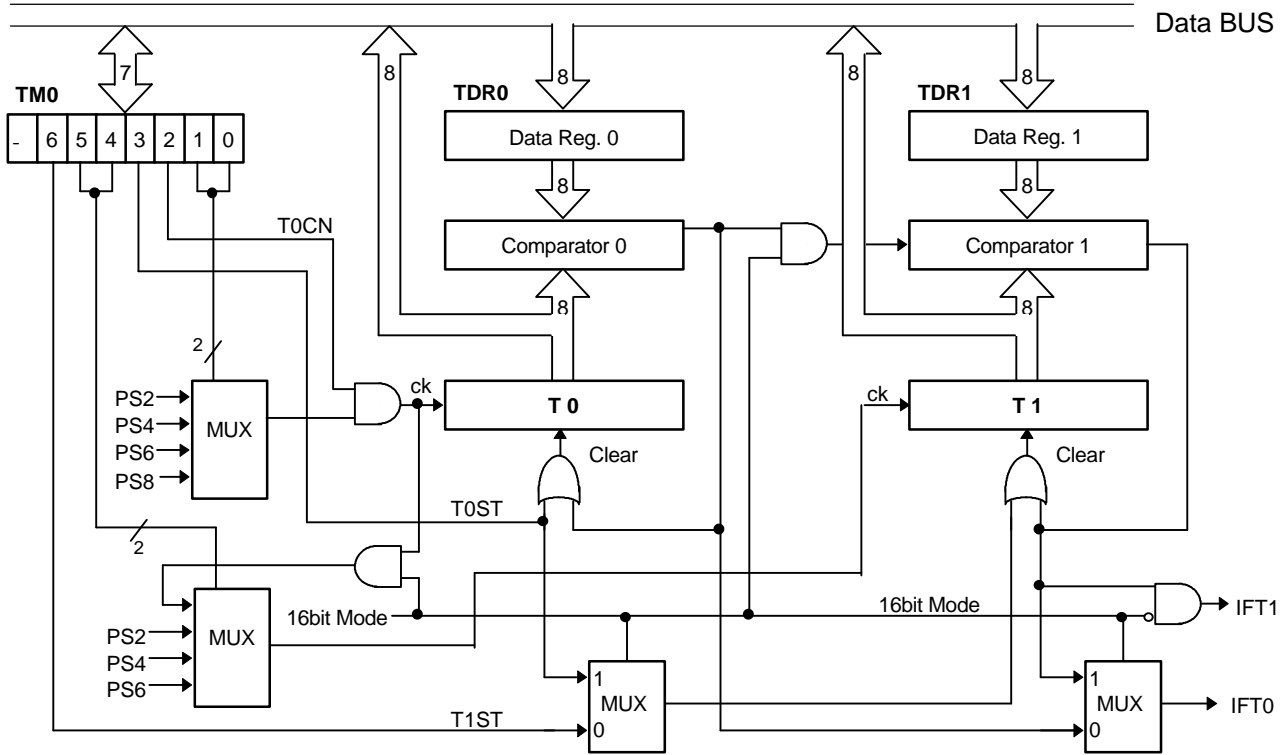 Data BUS
7
8
8
8
8
TM0
TDR0
TDR1
- 6 5 4 3 2 1 0
Data Reg. 0
Data Reg. 1
8
8
T0CN
Comparator 0
Comparator 1
8
8
2
PS2
PS4
PS6
PS8
MUX
ck
T 0
ck
T 1
Clear
Clear
T0ST
2
16bit Mode
16bit Mode
IFT1
PS2
PS4
PS6
MUX
1
MUX
0
1
MUX
0
IFT0
T1ST